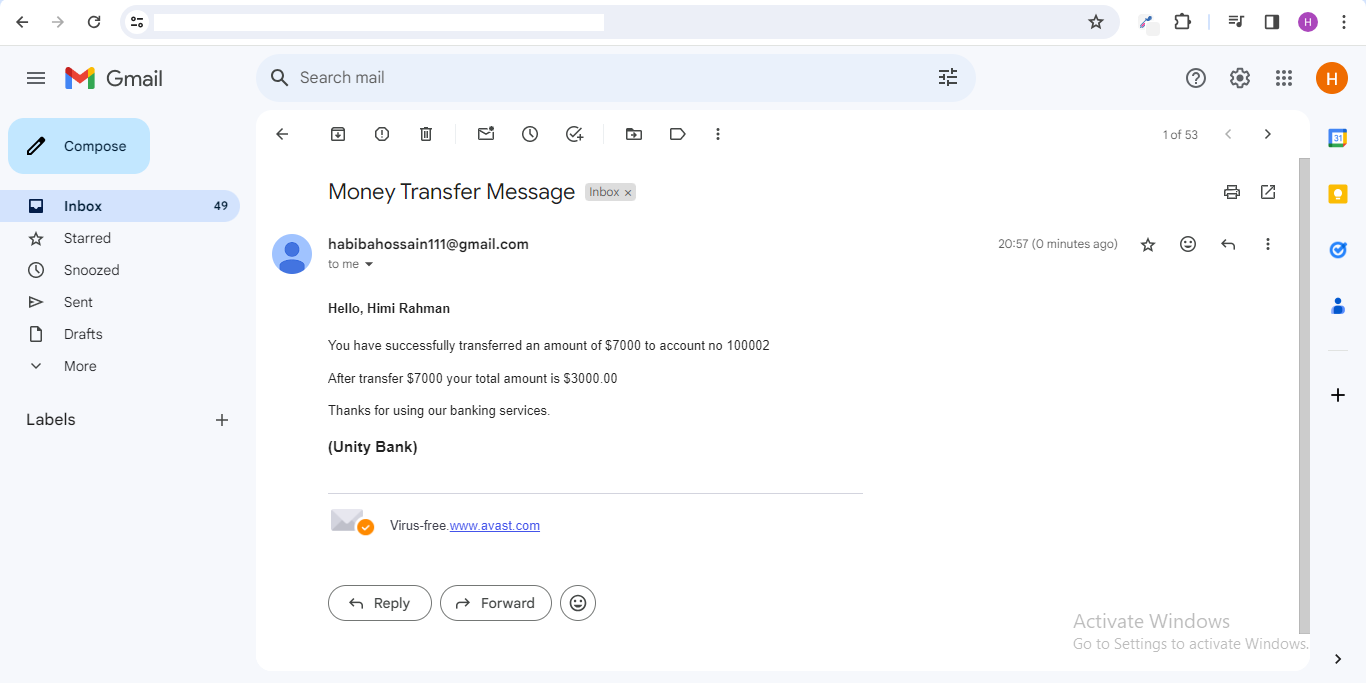 H
Gmail
Search mail
H
Compose
1 of 53
31
Inbox 49
Starred
Snoozed
Sent
Drafts
More
Labels
Money Transfer Message Inbox ×
habibahossain111@gmail.com 20:57 (0 minutes ago)
to me
Hello, Himi Rahman
You have successfully transferred an amount of $7000 to account no 100002
After transfer $7000 your total amount is $3000.00
Thanks for using our banking services.
(Unity Bank)
Virus-free.www.avast.com
Reply Forward
Activate Windows
Go to Settings to activate Windows.